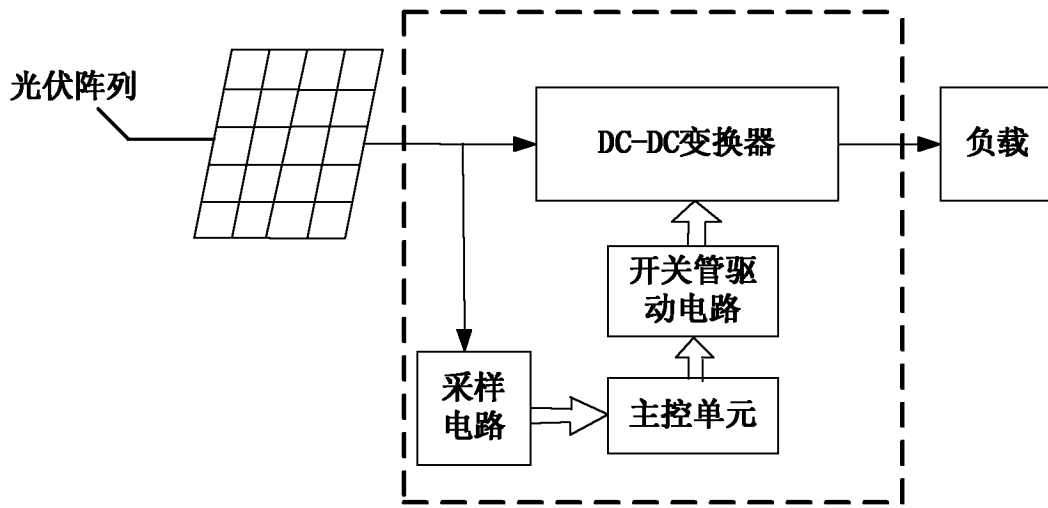 光伏阵列
DC-DC变换器
负载
开关管驱
动电路
采样
电路
主控单元